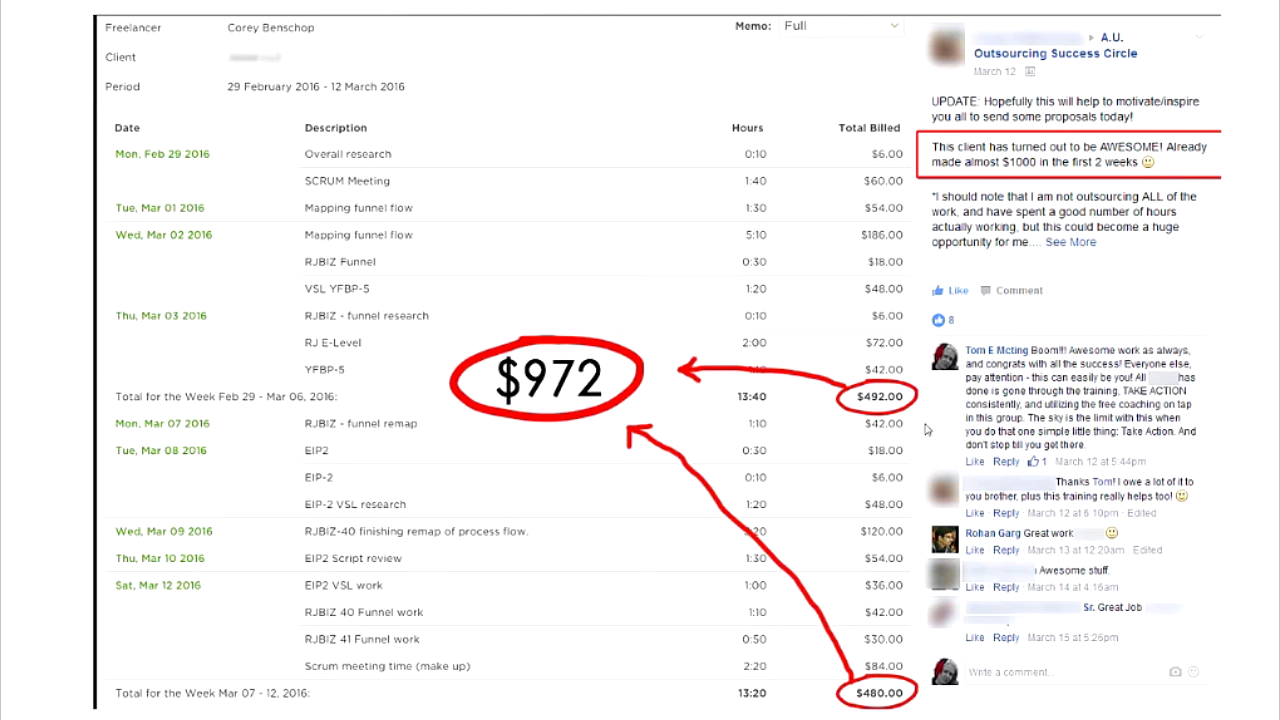 Freelancer Corey Benschop Memo: Full
Client
Period 29 February 2016 - 12 March 2016
Date Description Hours Total Billed
Mon, Feb 29 2016 Overall research 0:10 $6.00
SCRUM Meeting 1:40 $60.00
Tue, Mar 01 2016 Mapping funnel flow 1:30 $54.00
Wed, Mar 02 2016 Mapping funnel flow 5:10 $186.00
RJBIZ Funnel 0:30 $18.00
VSL YFBP-5 1:20 $48.00
Thu, Mar 03 2016 RJBIZ - funnel research 0:10 $6.00
RJ E-Level 2:00 $72.00
YFBP-5 $42.00
$972
Total for the Week Feb 29 - Mar 06, 2016: 13:40 $492.00
Mon, Mar 07 2016 RJBIZ - funnel remap 1:10 $42.00
Tue, Mar 08 2016 EIP2 0:30 $18.00
EIP-2 0:10 $6.00
EIP-2 VSL research 1:20 $48.00
Wed, Mar 09 2016 RJBIZ-40 finishing remap of process flow. :20 $120.00
Thu, Mar 10 2016 EIP2 Script review 1:30 $54.00
Sat, Mar 12 2016 EIP2 VSL work 1:00 $36.00
RJBIZ 40 Funnel work 1:10 $42.00
RJBIZ 41 Funnel work 0:50 $30.00
Scrum meeting time (make up) 2:20 $84.00
Total for the Week Mar 07 - 12, 2016: 13:20 $480.00
A.U.
Outsourcing Success Circle
March 12
UPDATE: Hopefully this will help to motivate/inspire
you all to send some proposals today!
This client has turned out to be AWESOME! Already
made almost $1000 in the first 2 weeks
*I should note that I am not outsourcing ALL of the
work, and have spent a good number of hours
actually working, but this could become a huge
opportunity for me.... See More
Like Comment
8
Tom E Mcting Boom!!! Awesome work as always,
and congrats with all the success! Everyone else,
pay attention - this can easily be you! All has
done is gone through the training, TAKE ACTION
consistently, and utilizing the free coaching on tap
in this group. The sky is the limit with this when
you do that one simple little thing; Take Action. And
don't stop till you get there.
Like Reply 1 March 12 at 5:44pm
Thanks Tom! I owe a lot of it to
you brother, plus this training really helps too!
Like · Reply · March 12 at 6:10pm · Edited
Rohan Garg Great work
Like · Reply · March 13 at 12:20am · Edited
Awesome stuff.
Like · Reply · March 14 at 4:16am
Sr. Great Job
Like · Reply · March 15 at 5:26pm
Write a comment...